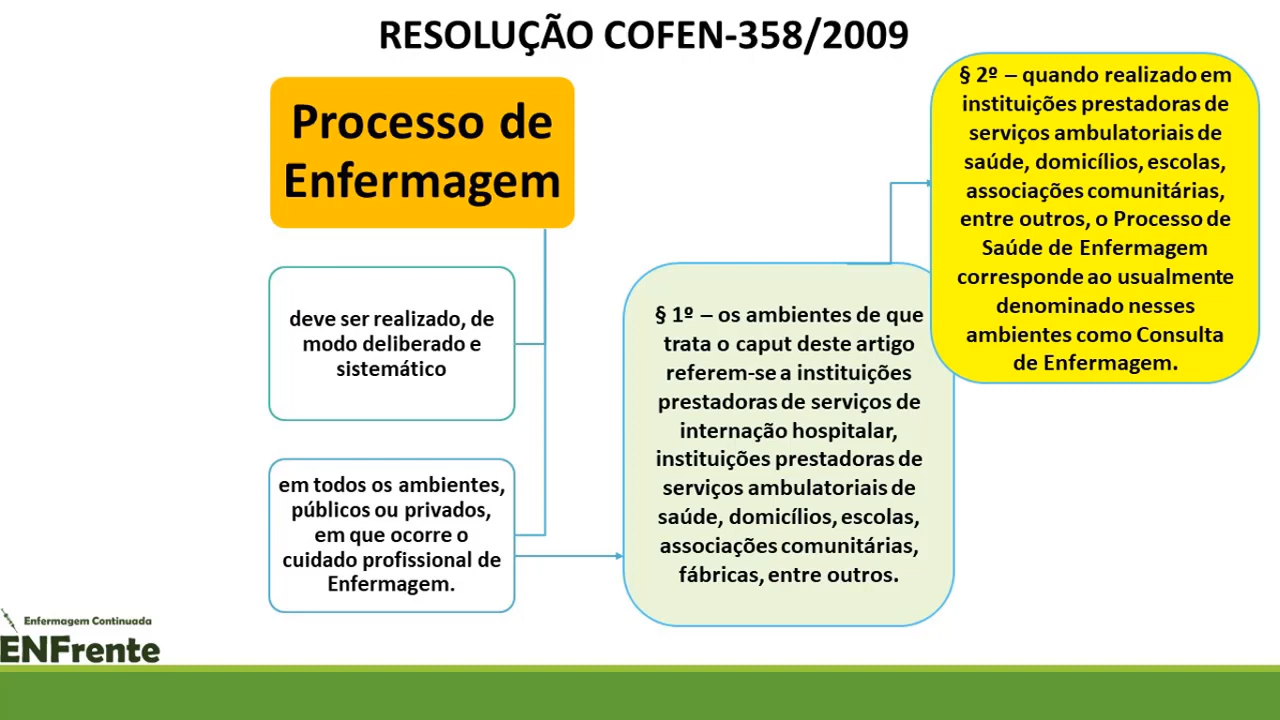 RESOLUÇÃO COFEN-358/2009
Processo de
Enfermagem
deve ser realizado, de
modo deliberado e
sistemático
em todos os ambientes,
públicos ou privados,
em que ocorre o
cuidado profissional de
Enfermagem.
§ 1º – os ambientes de que
trata o caput deste artigo
referem-se a instituições
prestadoras de serviços de
internação hospitalar,
instituições prestadoras de
serviços ambulatoriais de
saúde, domicílios, escolas,
associações comunitárias,
fábricas, entre outros.
§ 2º – quando realizado em
instituições prestadoras de
serviços ambulatoriais de
saúde, domicílios, escolas,
associações comunitárias,
entre outros, o Processo de
Saúde de Enfermagem
corresponde ao usualmente
denominado nesses
ambientes como Consulta
de Enfermagem.
Enfermagem Continuada
ENFrente